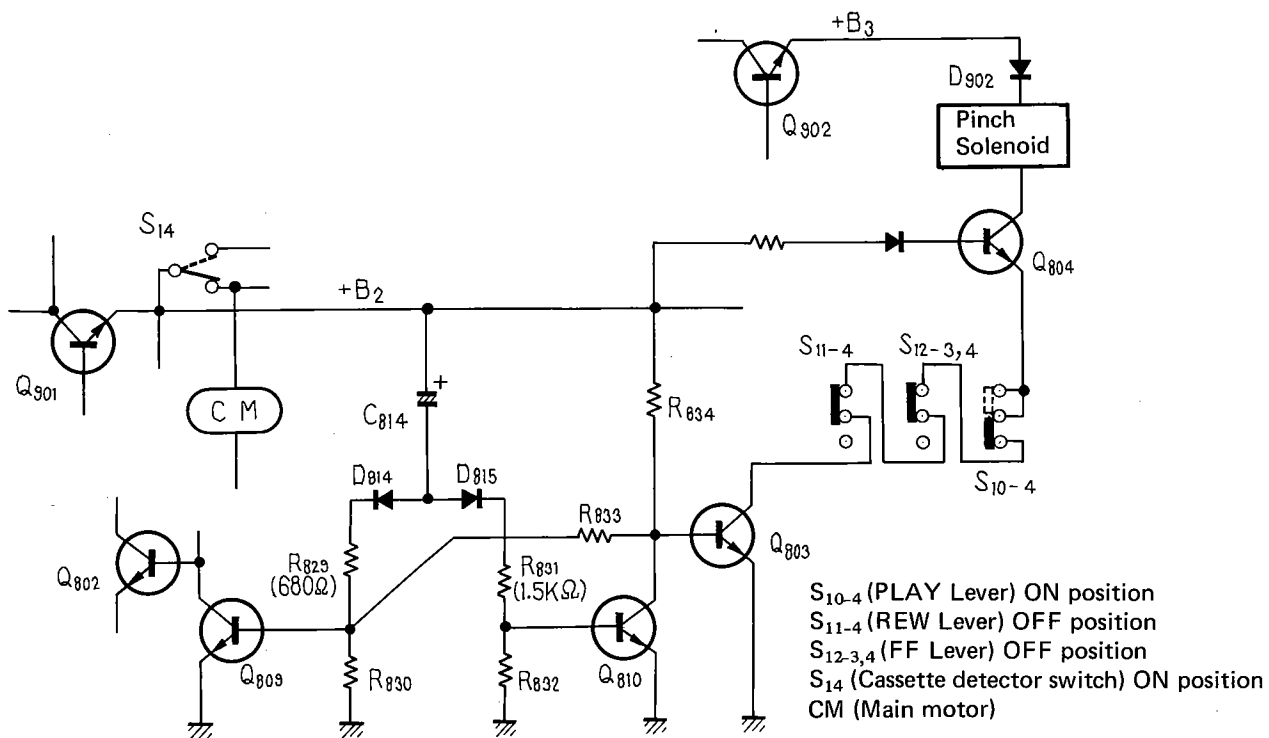 +B3
D902
Q902
Pinch
Solenoid
S14
Q804
+B2
Q901
S11-4
S12-3,4
CM
C814
+
R834
D814
D815
S10-4
R833
Q803
Q802
R829
(680Ω)
R831
(1.5KΩ)
Q809
R830
R832
Q810
S10-4 (PLAY Lever) ON position
S11-4 (REW Lever) OFF position
S12-3,4 (FF Lever) OFF position
S14 (Cassette detector switch) ON position
CM (Main motor)